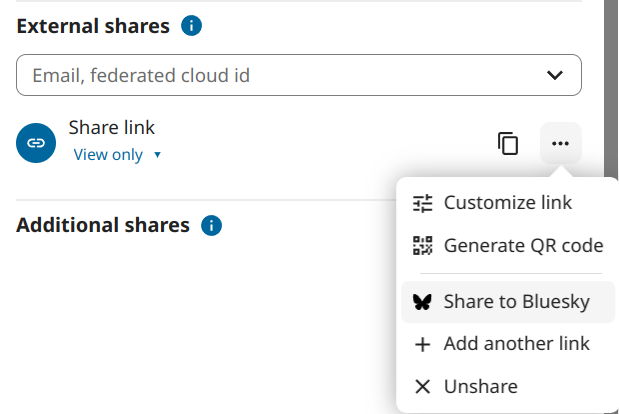 External shares
Email, federated cloud id
Share link
View only
Customize link
Additional shares
Generate QR code
Share to Bluesky
Add another link
Unshare